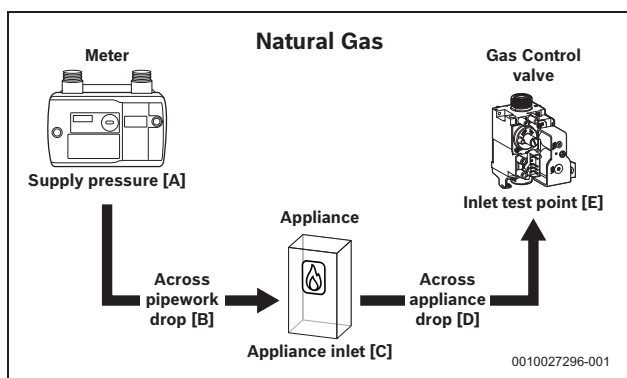 Natural Gas
Meter
Supply pressure [A]
Across
pipework
drop [B]
Appliance
Appliance inlet [C]
Across
appliance
drop [D]
Gas Control
valve
Inlet test point [E]
0010027296-001